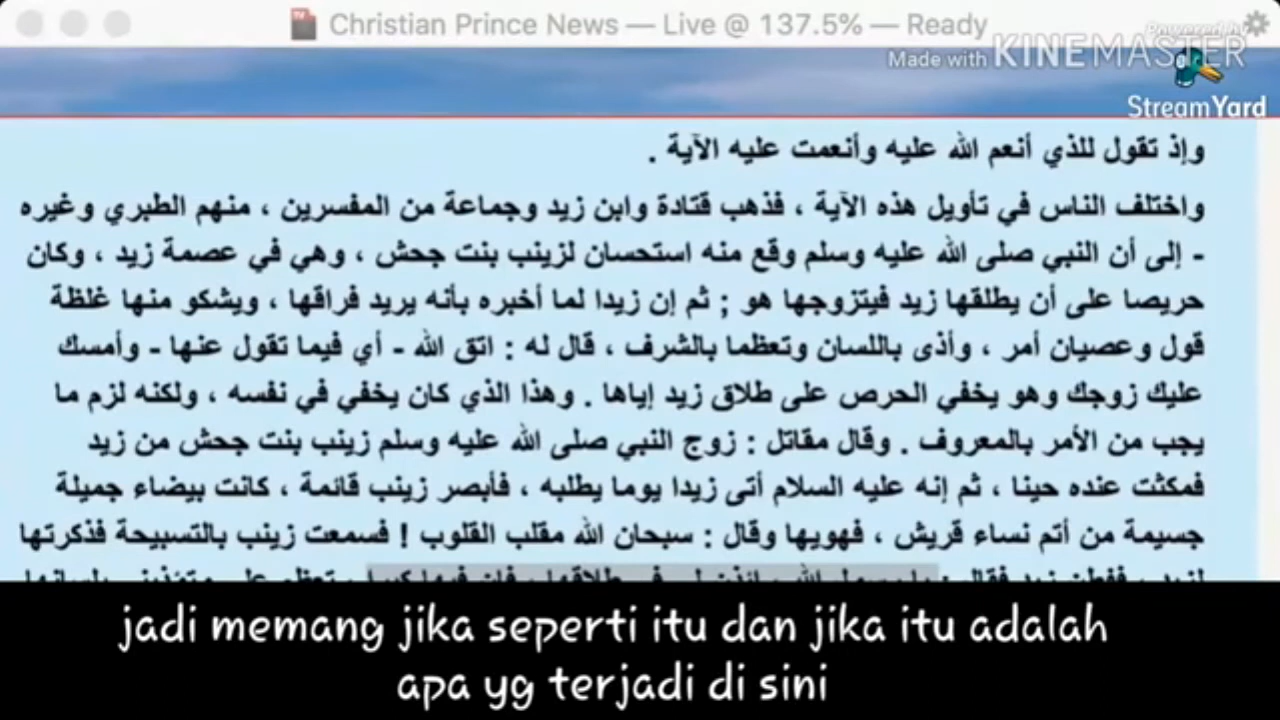 Christian Prince News — Live @ 137.5% — Ready
Powered by
Made with KINEMASTER
StreamYard
وإذ تقول للذي أنعم الله عليه وأنعمت عليه الآية .
واختلف الناس في تأويل هذه الآية ، فذهب قتادة وابن زيد وجماعة من المفسرين ، منهم الطبري وغيره
- إلى أن النبي صلى الله عليه وسلم وقع منه استحسان لزينب بنت جحش ، وهي في عصمة زيد ، وكان
حريصا على أن يطلقها زيد فيتزوجها هو ; ثم إن زيدا لما أخبره بأنه يريد فراقها ، ويشكو منها غلظة
قول وعصيان أمر ، وأذى باللسان وتعظما بالشرف ، قال له : اتق الله - أي فيما تقول عنها - وأمسك
عليك زوجك وهو يخفي الحرص على طلاق زيد إياها . وهذا الذي كان يخفي في نفسه ، ولكنه لزم ما
يجب من الأمر بالمعروف . وقال مقاتل : زوج النبي صلى الله عليه وسلم زينب بنت جحش من زيد
فمكثت عنده حينا ، ثم إنه عليه السلام أتى زيدا يوما يطلبه ، فأبصر زينب قائمة ، كانت بيضاء جميلة
جسيمة من أتم نساء قريش ، فهويها وقال : سبحان الله مقلب القلوب ! فسمعت زينب بالتسبيحة فذكرتها
jadi memang jika seperti itu dan jika itu adalah
apa yg terjadi di sini